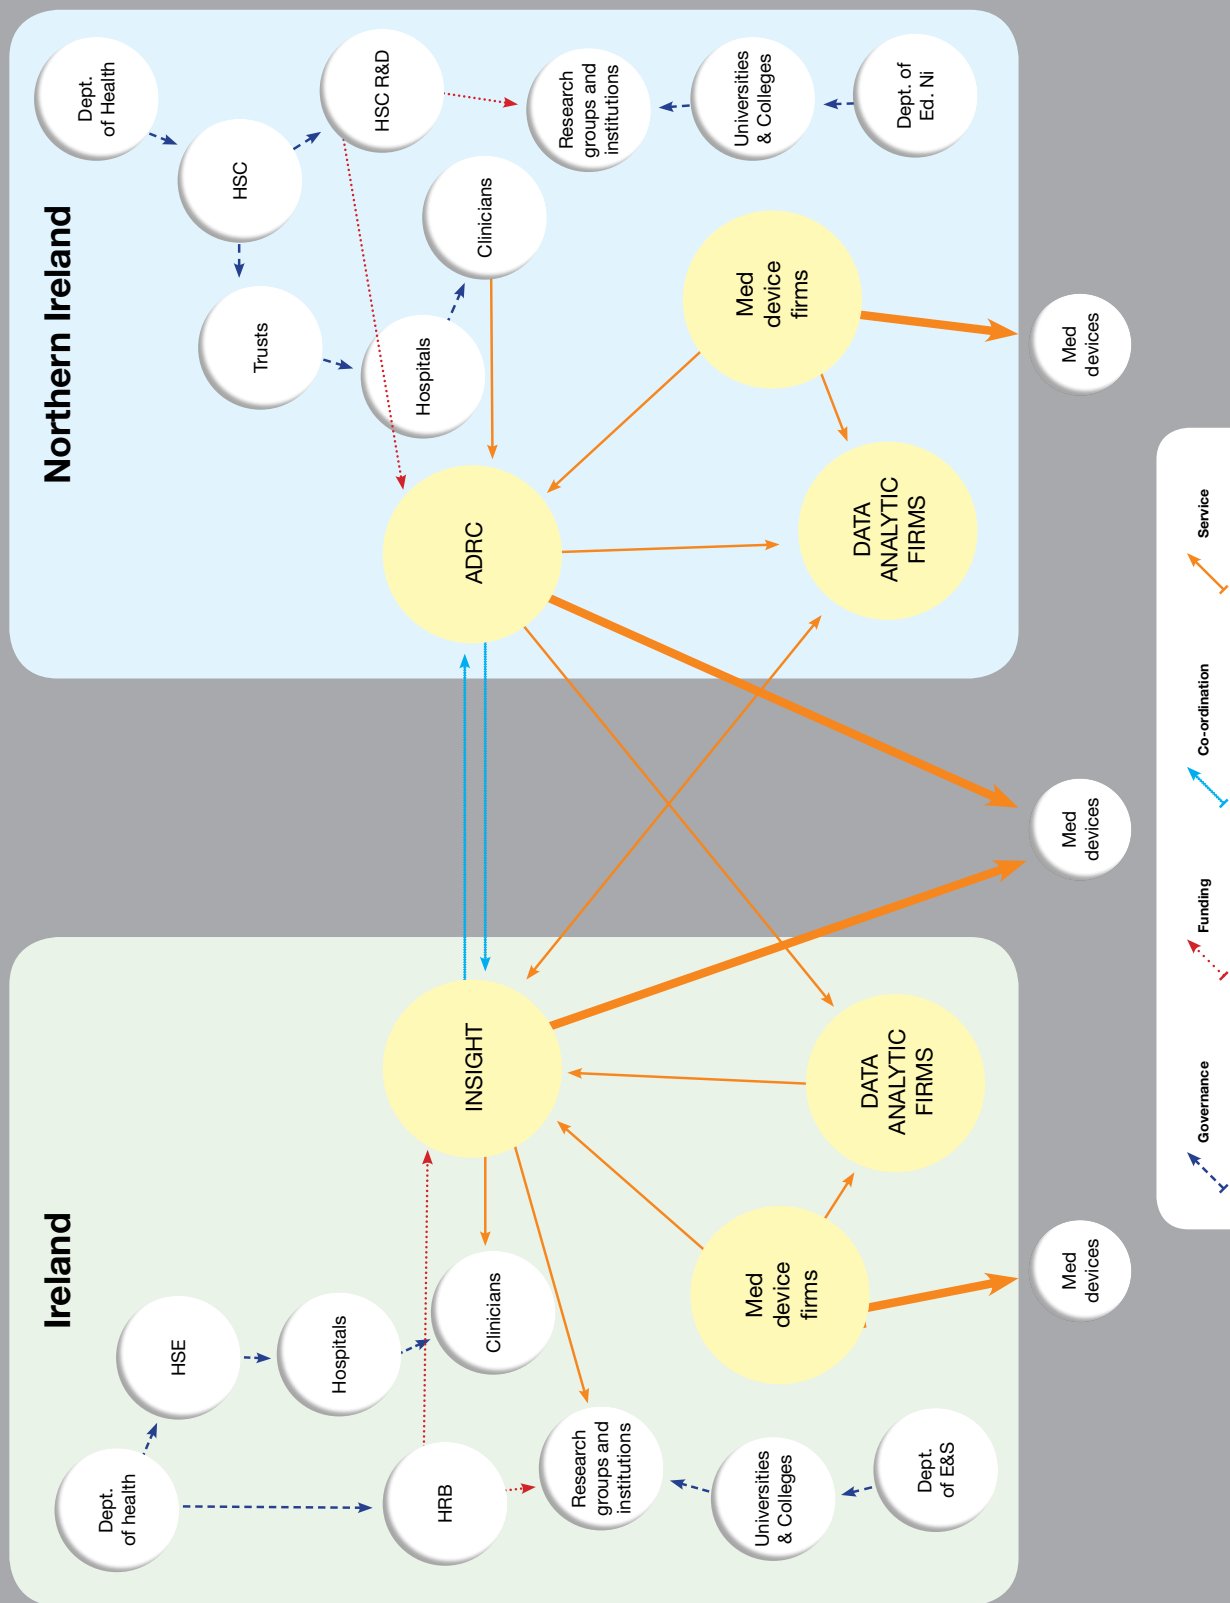 Ireland
Northern Ireland
Dept.
of health
HSE
Hospitals
HRB
Clinicians
Research
groups and
institutions
Universities
& Colleges
Dept.
of E&S
INSIGHT
Med
device
firms
DATA
ANALYTIC
FIRMS
Dept.
of Health
HSC
HSC R&D
Trusts
Hospitals
Clinicians
Research
groups and
institutions
Universities
& Colleges
Dept. of
Ed. Ni
ADRC
Med
device
firms
DATA
ANALYTIC
FIRMS
Med
devices
Med
devices
Med
devices
Governance
Funding
Co-ordination
Service